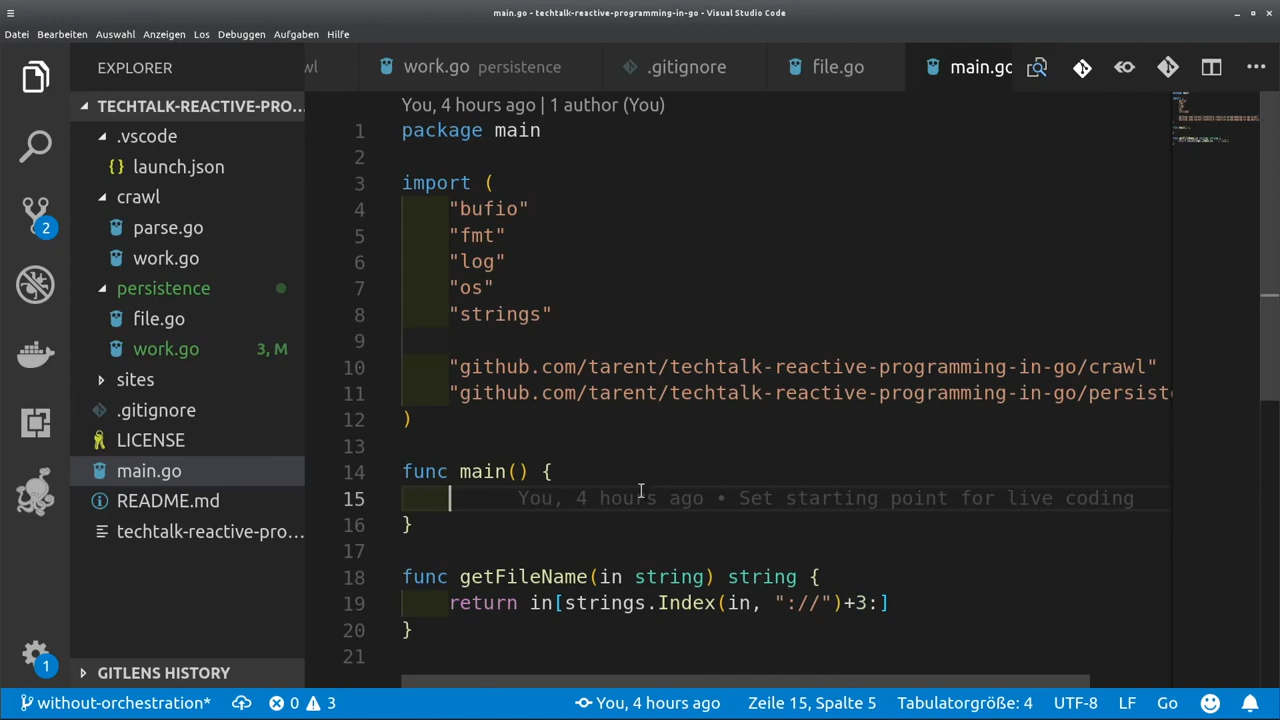 main.go - techtalk-reactive-programming-in-go - Visual Studio Code
Datei Bearbeiten Auswahl Anzeigen Los Debuggen Aufgaben Hilfe
EXPLORER
wl
work.go persistence
.gitignore
file.go
main.go
TECHTALK-REACTIVE-PRO...
.vscode
{} launch.json
crawl
parse.go
work.go
persistence
file.go
work.go 3, M
sites
.gitignore
LICENSE
main.go
README.md
techtalk-reactive-pro...
GITLENS HISTORY
2
1
You, 4 hours ago | 1 author (You)
1 package main
2
3 import (
4 "bufio"
5 "fmt"
6 "log"
7 "os"
8 "strings"
9
10 "github.com/tarent/techtalk-reactive-programming-in-go/crawl"
11 "github.com/tarent/techtalk-reactive-programming-in-go/persiste
12 )
13
14 func main() {
15 You, 4 hours ago • Set starting point for live coding
16 }
17
18 func getFileName(in string) string {
19 return in[strings.Index(in, "://")+3:]
20 }
21
without-orchestration* 0 3 You, 4 hours ago Zeile 15, Spalte 5 Tabulatorgröße: 4 UTF-8 LF Go